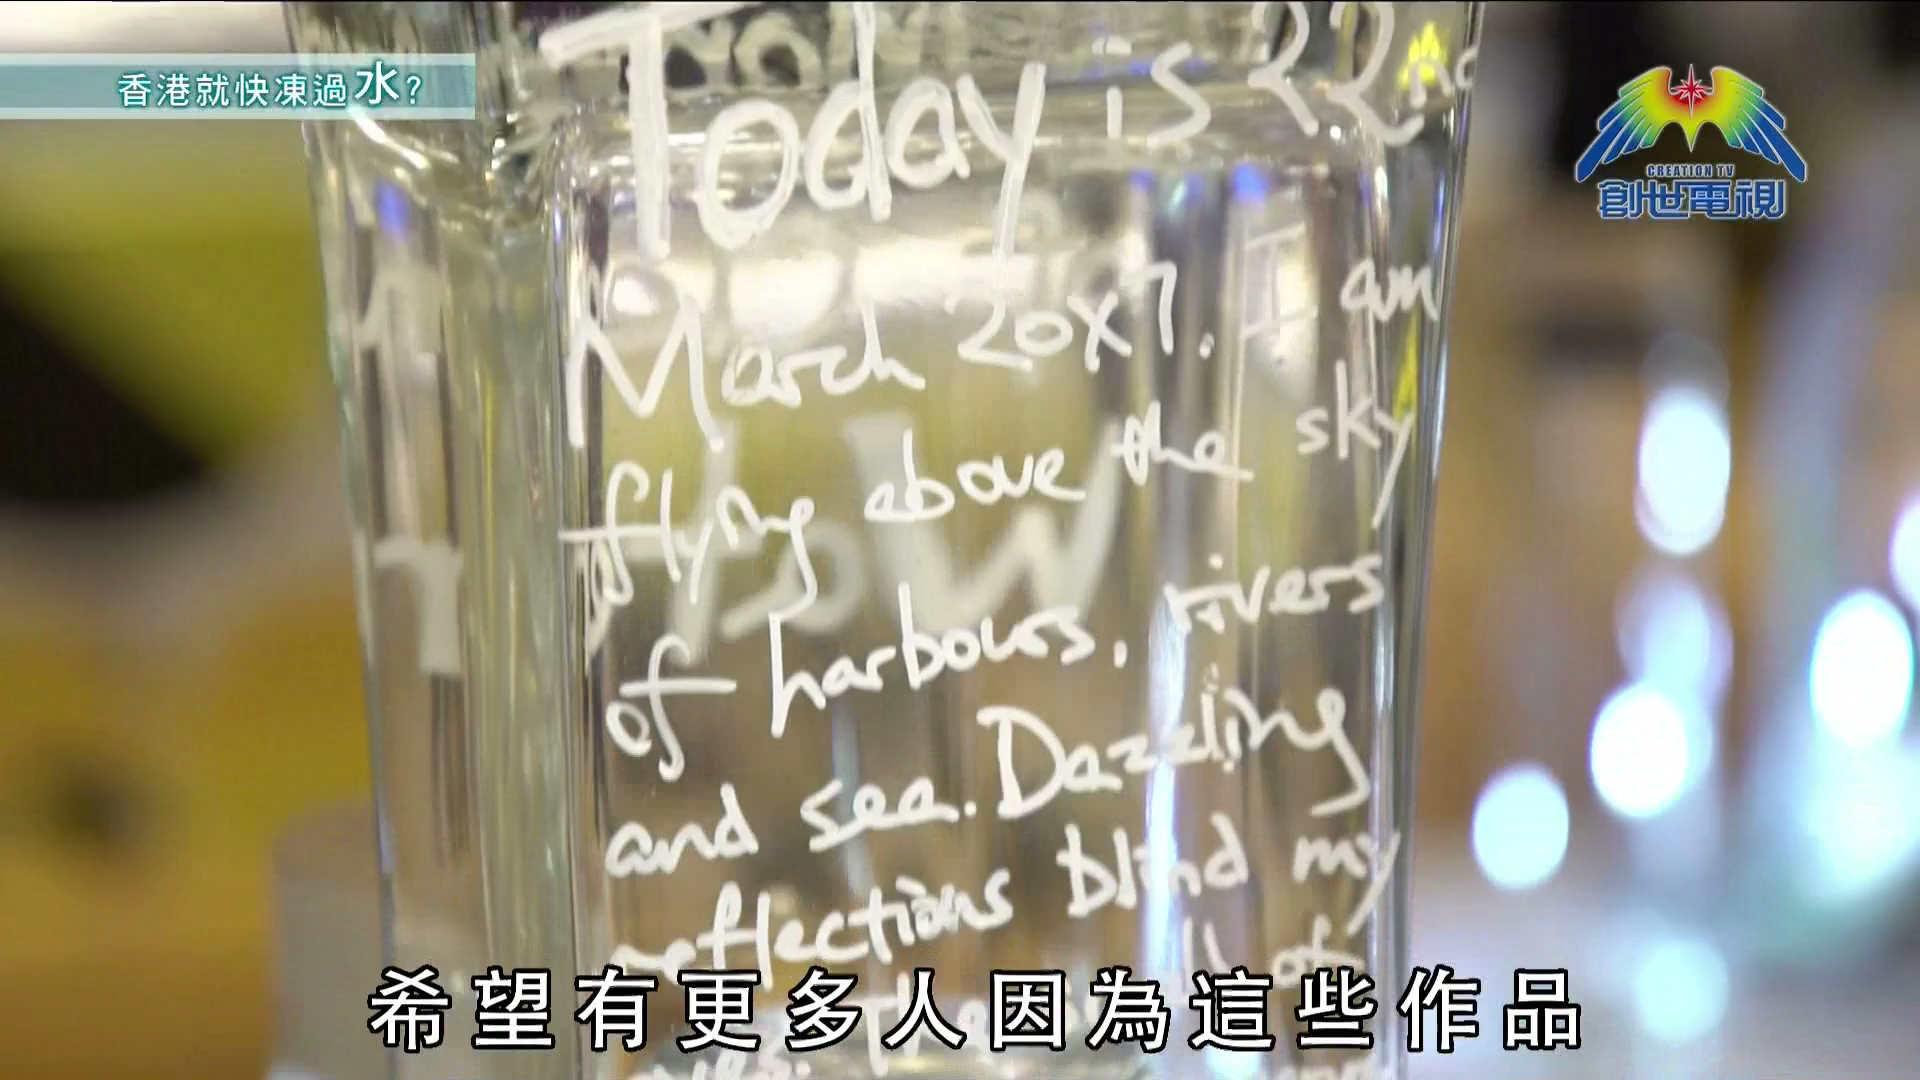 香港就快凍過水?
CREATION TV
創世電視
Today is 22nd
March 20x7. I am
flying above the sky
of harbours, rivers
and sea. Dazzling
reflections blind my
希望有更多人因為這些作品